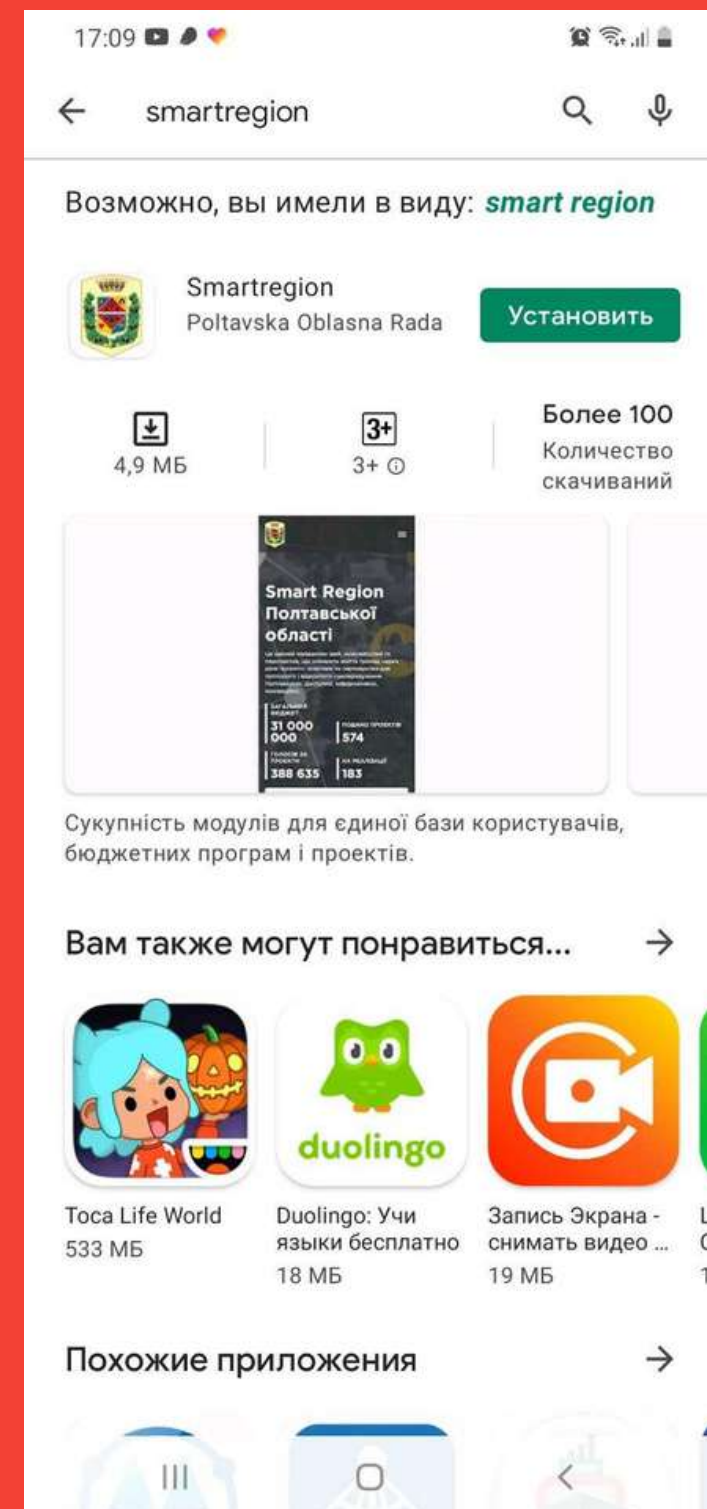 17:09
smartregion
Возможно, вы имели в виду: smart region
Smartregion
Poltavska Oblasna Rada
Установить
4,9 МБ
3+
3+
Более 100
Количество
скачиваний
Smart Region
Полтавської
області
31 000
000
574
388 635
183
Сукупність модулів для єдиної бази користувачів,
бюджетних програм і проектів.
Вам также могут понравиться...
duolingo
Toca Life World
533 МБ
Duolingo: Учи
языки бесплатно
18 МБ
Запись Экрана -
снимать видео ...
19 МБ
Похожие приложения